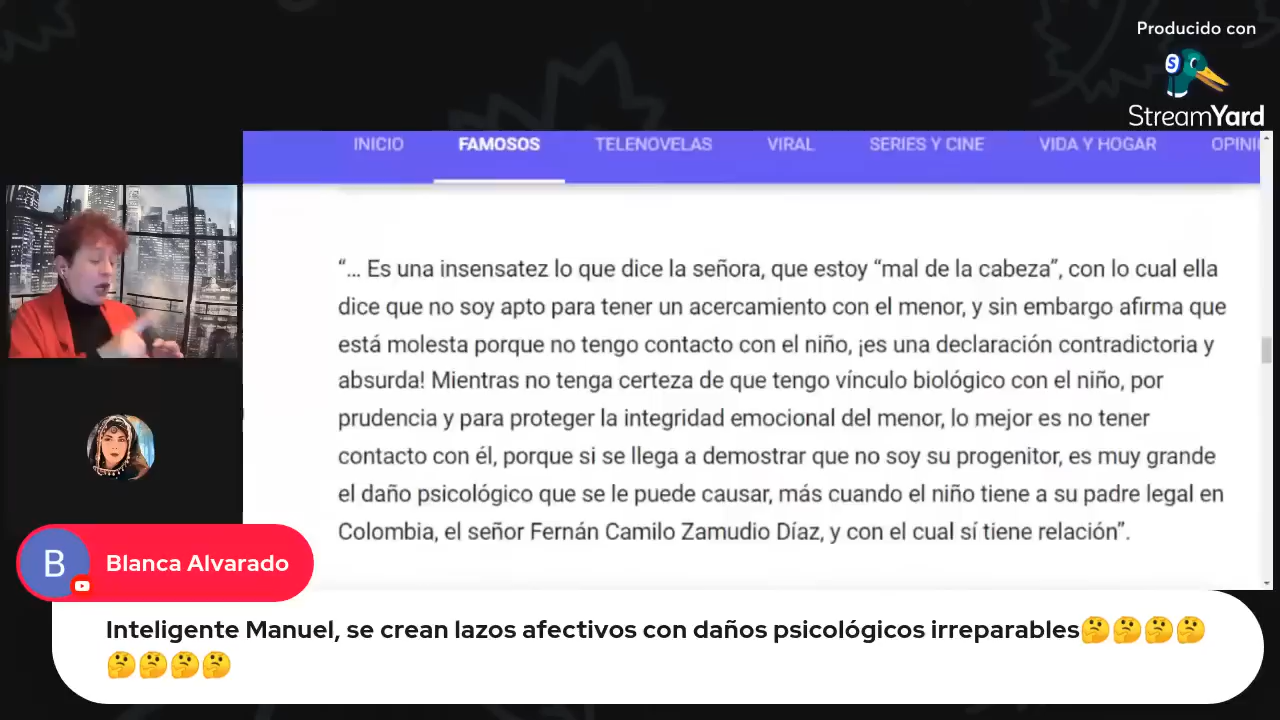 Producido con
StreamYard
INICIO FAMOSOS TELENOVELAS VIRAL SERIES Y CINE VIDA Y HOGAR OPINI
“… Es una insensatez lo que dice la señora, que estoy “mal de la cabeza”, con lo cual ella
dice que no soy apto para tener un acercamiento con el menor, y sin embargo afirma que
está molesta porque no tengo contacto con el niño, ¡es una declaración contradictoria y
absurda! Mientras no tenga certeza de que tengo vínculo biológico con el niño, por
prudencia y para proteger la integridad emocional del menor, lo mejor es no tener
contacto con él, porque si se llega a demostrar que no soy su progenitor, es muy grande
el daño psicológico que se le puede causar, más cuando el niño tiene a su padre legal en
Colombia, el señor Fernán Camilo Zamudio Díaz, y con el cual sí tiene relación”.
B
Blanca Alvarado
Inteligente Manuel, se crean lazos afectivos con daños psicológicos irreparables🤔🤔🤔🤔
🤔🤔🤔🤔